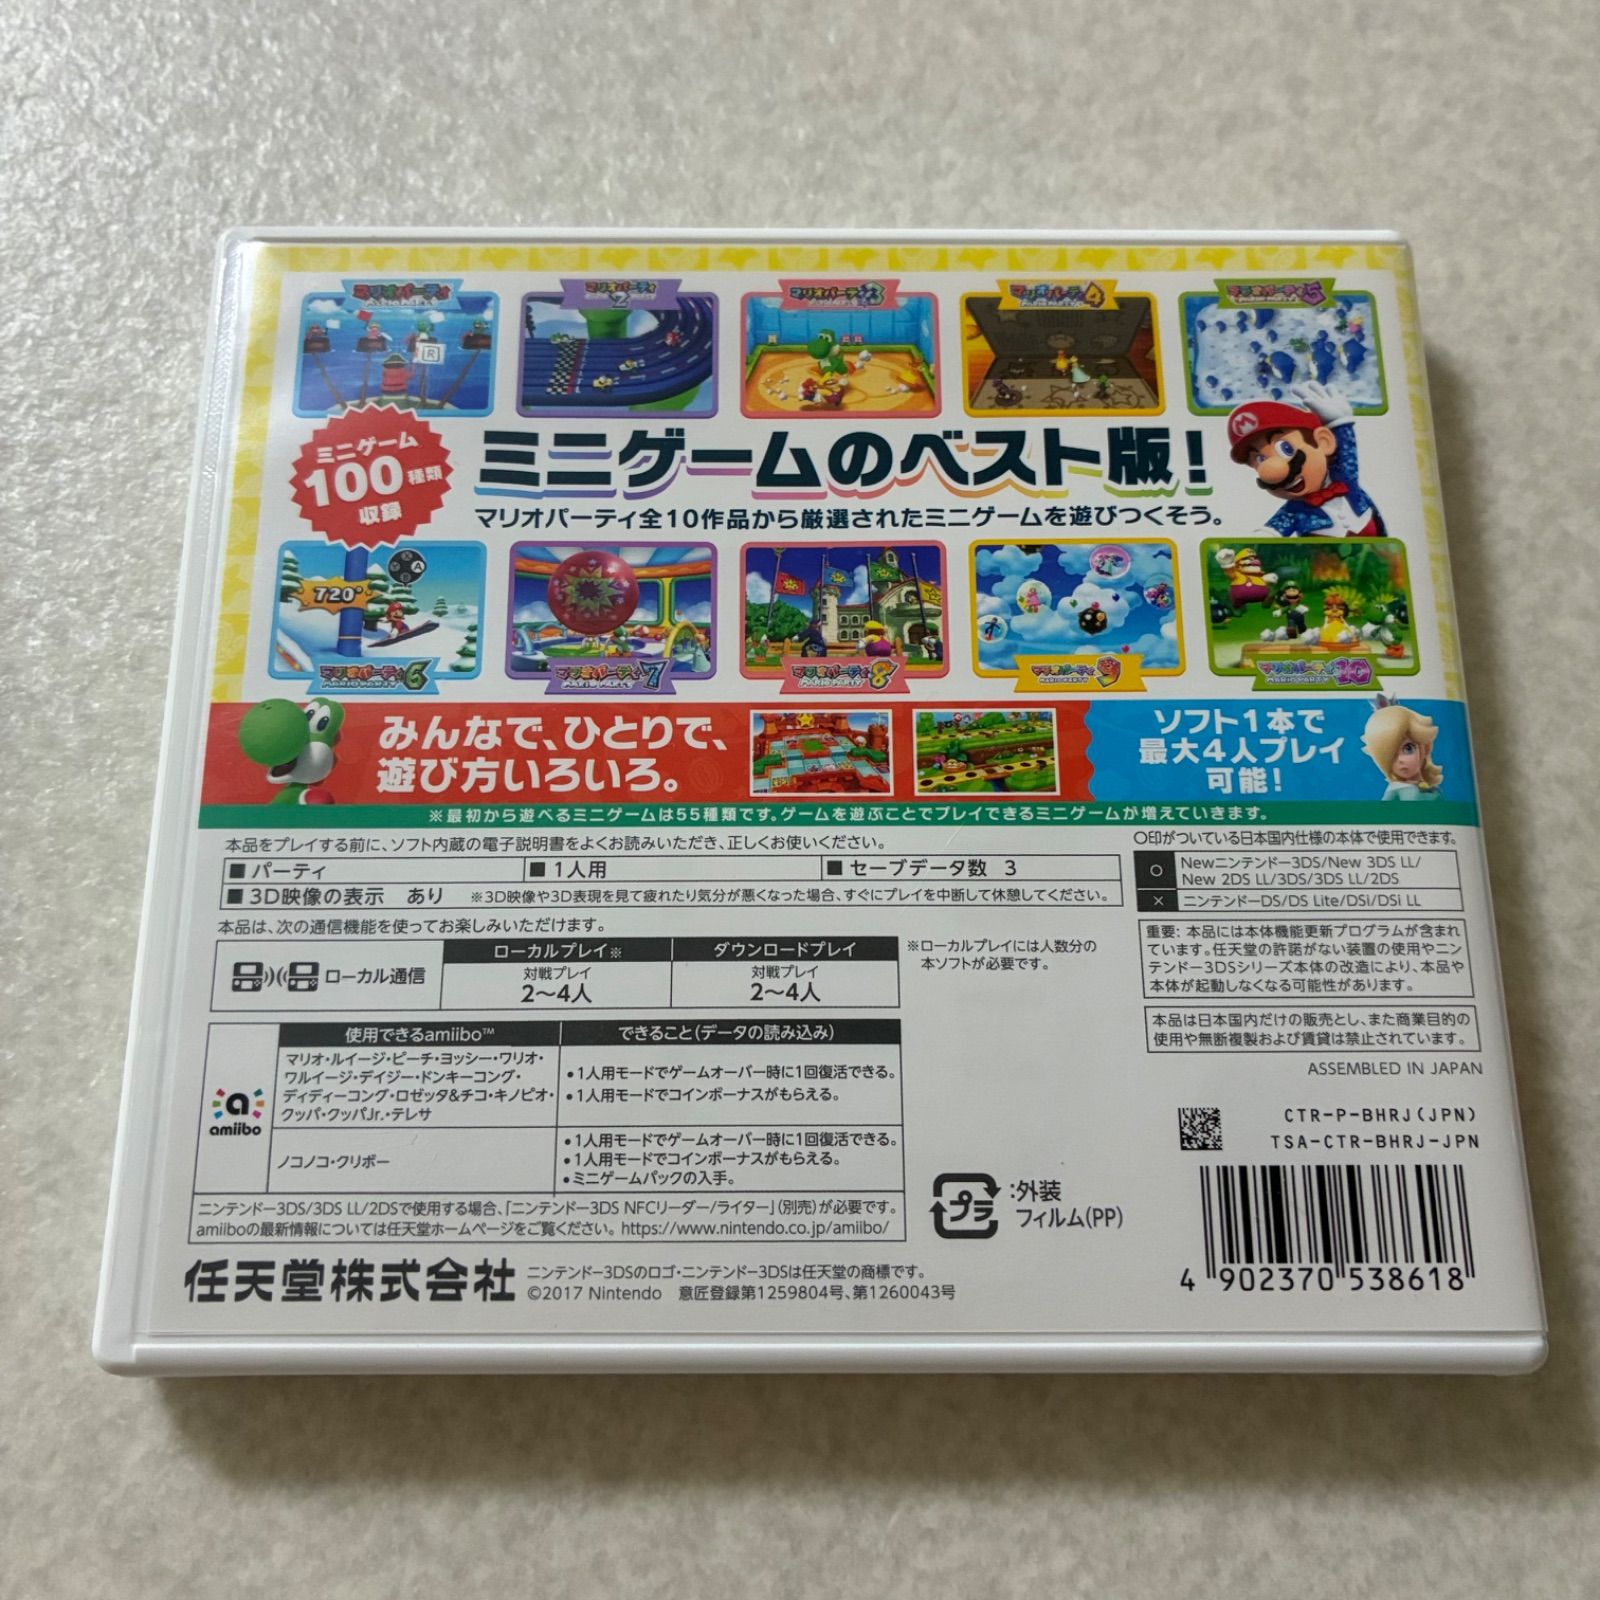 マリオパーティ
MARIO PARTY
マリオパーティ
2
マリオパーティ3
マリオパーティ4
マリオパーティ5
R
ミニゲーム
100種類
収録
ミニゲームのベスト版!
マリオパーティ全10作品から厳選されたミニゲームを遊びつくそう。
720°
A
マリオパーティ6
MARIO PARTY
マリオパーティ7
MARIO PARTY
マリオパーティ8
MARIO PARTY
マリオパーティ9
MARIO PARTY
マリオパーティ10
MARIO PARTY
みんなで、ひとりで、
遊び方いろいろ。
ソフト1本で
最大4人プレイ
可能!
※最初から遊べるミニゲームは55種類です。ゲームを遊ぶことでプレイできるミニゲームが増えていきます。
本品をプレイする前に、ソフト内蔵の電子説明書をよくお読みいただき、正しくお使いください。
■ パーティ ■ 1人用 ■ セーブデータ数 3
■ 3D映像の表示 あり ※3D映像や3D表現を見て疲れたり気分が悪くなった場合、すぐにプレイを中断して休憩してください。
○印がついている日本国内仕様の本体で使用できます。
○ Newニンテンドー3DS/New 3DS LL/
New 2DS LL/3DS/3DS LL/2DS
× ニンテンドーDS/DS Lite/DSi/DSi LL
本品は、次の通信機能を使ってお楽しみいただけます。
ローカル通信
ローカルプレイ※
対戦プレイ
2〜4人
ダウンロードプレイ
対戦プレイ
2〜4人
※ローカルプレイには人数分の
本ソフトが必要です。
重要: 本品には本体機能更新プログラムが含まれ
ています。任天堂の許諾がない装置の使用やニン
テンドー3DSシリーズ本体の改造により、本品や
本体が起動しなくなる可能性があります。
本品は日本国内だけの販売とし、また商業目的の
使用や無断複製および賃貸は禁止されています。
ASSEMBLED IN JAPAN
a
amiibo
使用できるamiibo™
できること(データの読み込み)
マリオ・ルイージ・ピーチ・ヨッシー・ワリオ・
ワルイージ・デイジー・ドンキーコング・
ディディーコング・ロゼッタ&チコ・キノピオ・
クッパ・クッパJr.・テレサ
•1人用モードでゲームオーバー時に1回復活できる。
•1人用モードでコインボーナスがもらえる。
ノコノコ・クリボー
•1人用モードでゲームオーバー時に1回復活できる。
•1人用モードでコインボーナスがもらえる。
•ミニゲームパックの入手。
ニンテンドー3DS/3DS LL/2DSで使用する場合、「ニンテンドー3DS NFCリーダー/ライター」(別売)が必要です。
amiiboの最新情報については任天堂ホームページをご覧ください。 https://www.nintendo.co.jp/amiibo/
CTR-P-BHRJ(JPN)
TSA-CTR-BHRJ-JPN
プラ
:外装
フィルム(PP)
4 902370 538618
任天堂株式会社
ニンテンドー3DSのロゴ・ニンテンドー3DSは任天堂の商標です。
©2017 Nintendo 意匠登録第1259804号、第1260043号